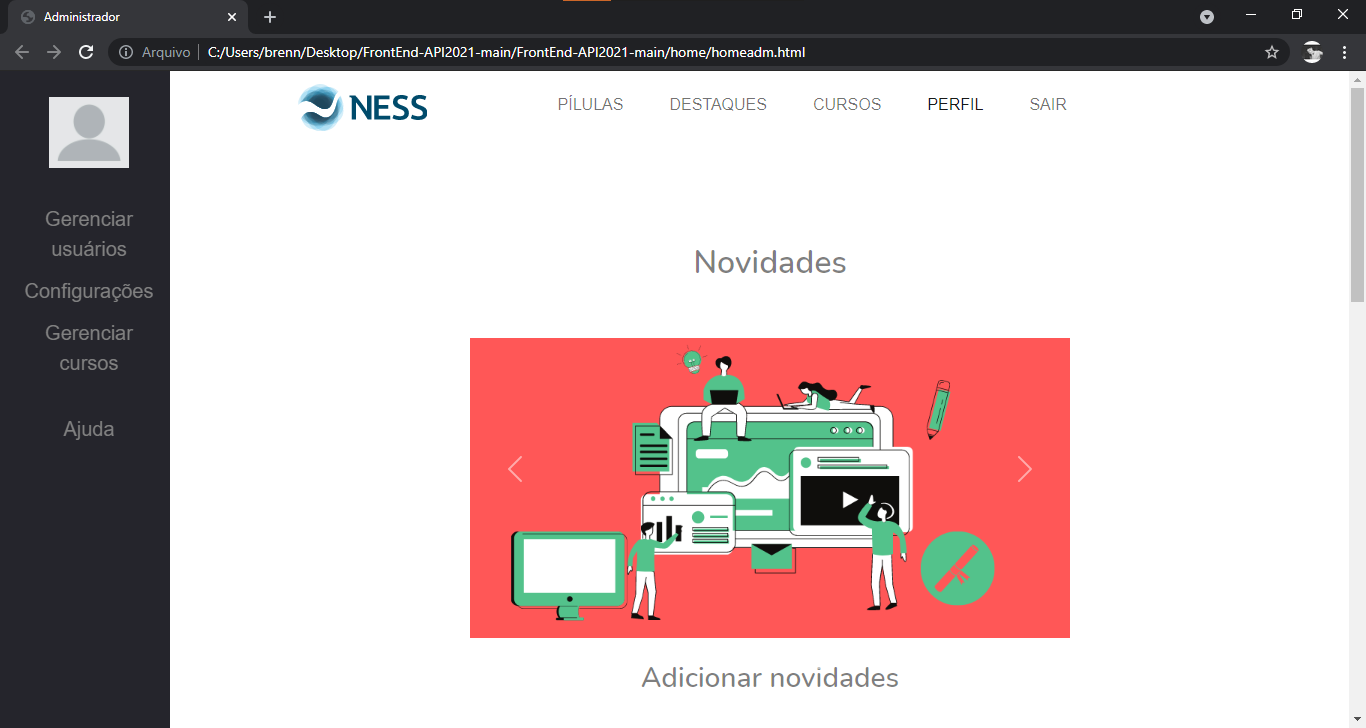 Administrador
Arquivo C:/Users/brenn/Desktop/FrontEnd-API2021-main/FrontEnd-API2021-main/home/homeadm.html
NESS
PÍLULAS DESTAQUES CURSOS PERFIL SAIR
Gerenciar
usuários
Configurações
Gerenciar
cursos
Ajuda
Novidades
Adicionar novidades